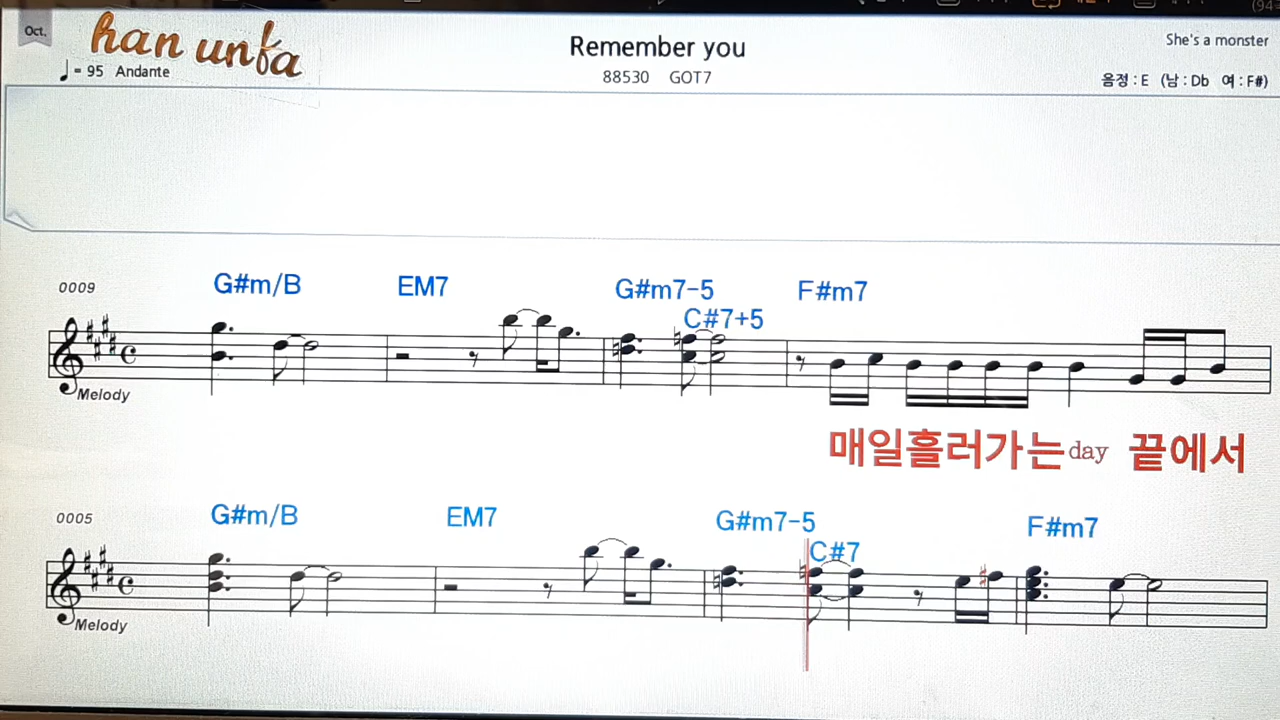 Oct.
han unfa
Remember you
She's a monster
= 95 Andante
88530 GOT7
음정 : E (남 : Db 여 : F#)
0009
G#m/B EM7 G#m7-5 F#m7
C#7+5
Melody
매일흘러가는day 끝에서
0005
G#m/B EM7 G#m7-5 F#m7
C#7
Melody